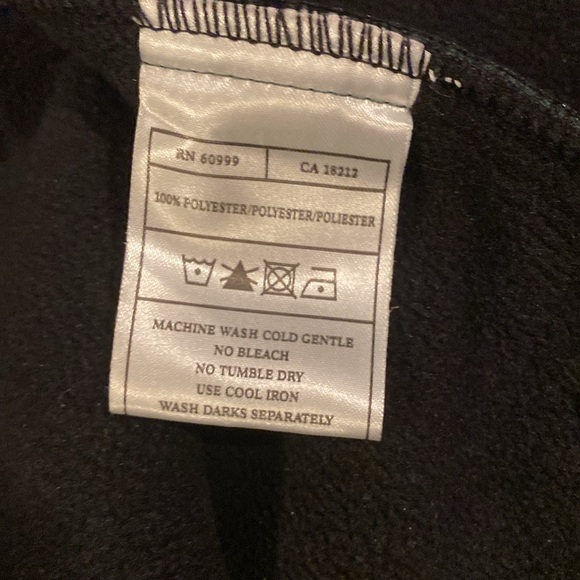 RN 60999 CA 18212
100% POLYESTER/POLYESTER/POLIESTER
MACHINE WASH COLD GENTLE
NO BLEACH
NO TUMBLE DRY
USE COOL IRON
WASH DARKS SEPARATELY